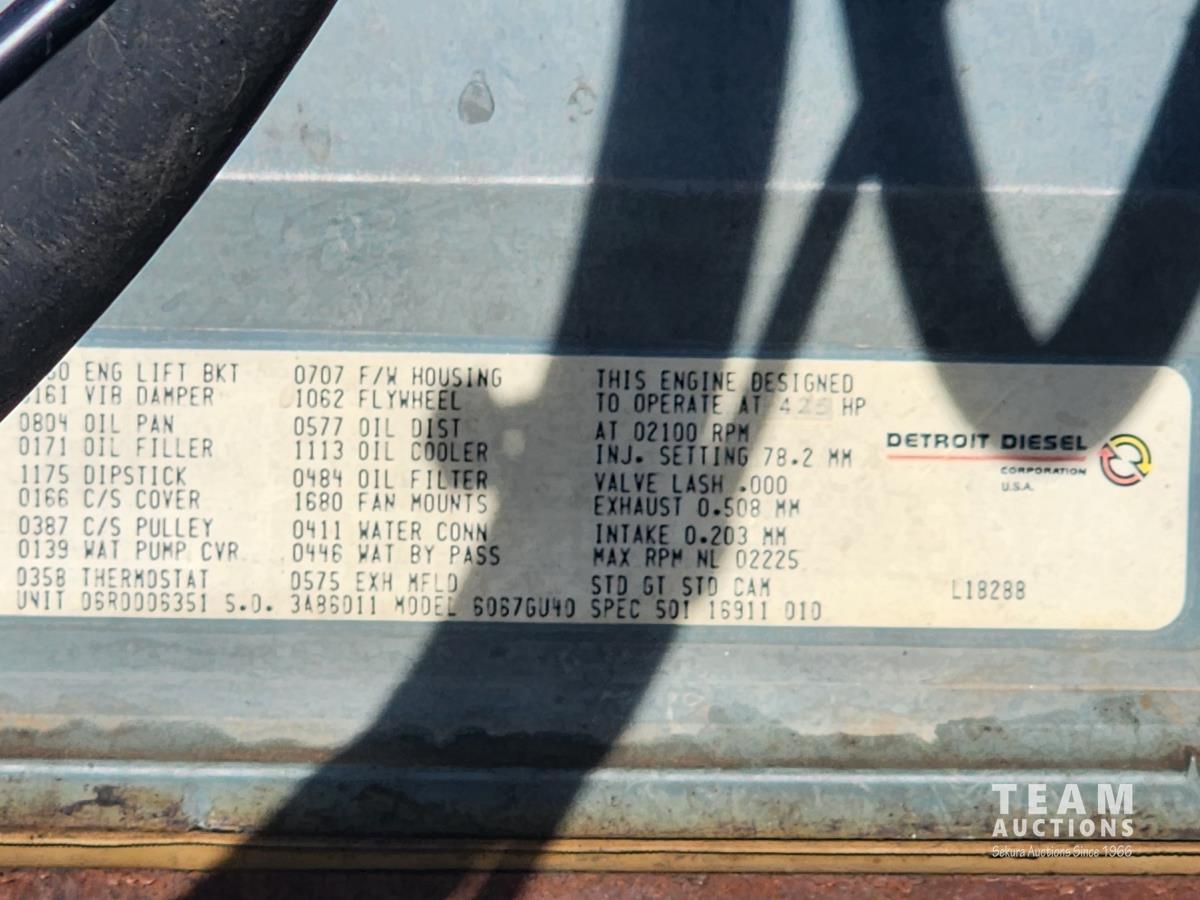 ENG LIFT BKT 0707 F/W HOUSING THIS ENGINE DESIGNED
VIB DAMPER 1062 FLYWHEEL TO OPERATE AT 425 HP
0804 OIL PAN 0577 OIL DIST AT 02100 RPM
0171 OIL FILLER 1113 OIL COOLER INJ. SETTING 78.2 MM
1175 DIPSTICK 0484 OIL FILTER VALVE LASH .000
0166 C/S COVER 1680 FAN MOUNTS EXHAUST 0.508 MM
0387 C/S PULLEY 0411 WATER CONN INTAKE 0.203 MM
0139 WAT PUMP CVR 0446 WAT BY PASS MAX RPM NL 02225
0358 THERMOSTAT 0575 EXH MFLD STD GT STD CAM
UNIT 06R0006351 S.O. 3A86011 MODEL 6067GU40 SPEC 501 16911 010
DETROIT DIESEL
CORPORATION
U.S.A.
L18288
TEAM
AUCTIONS
Sekura Auctions Since 1966